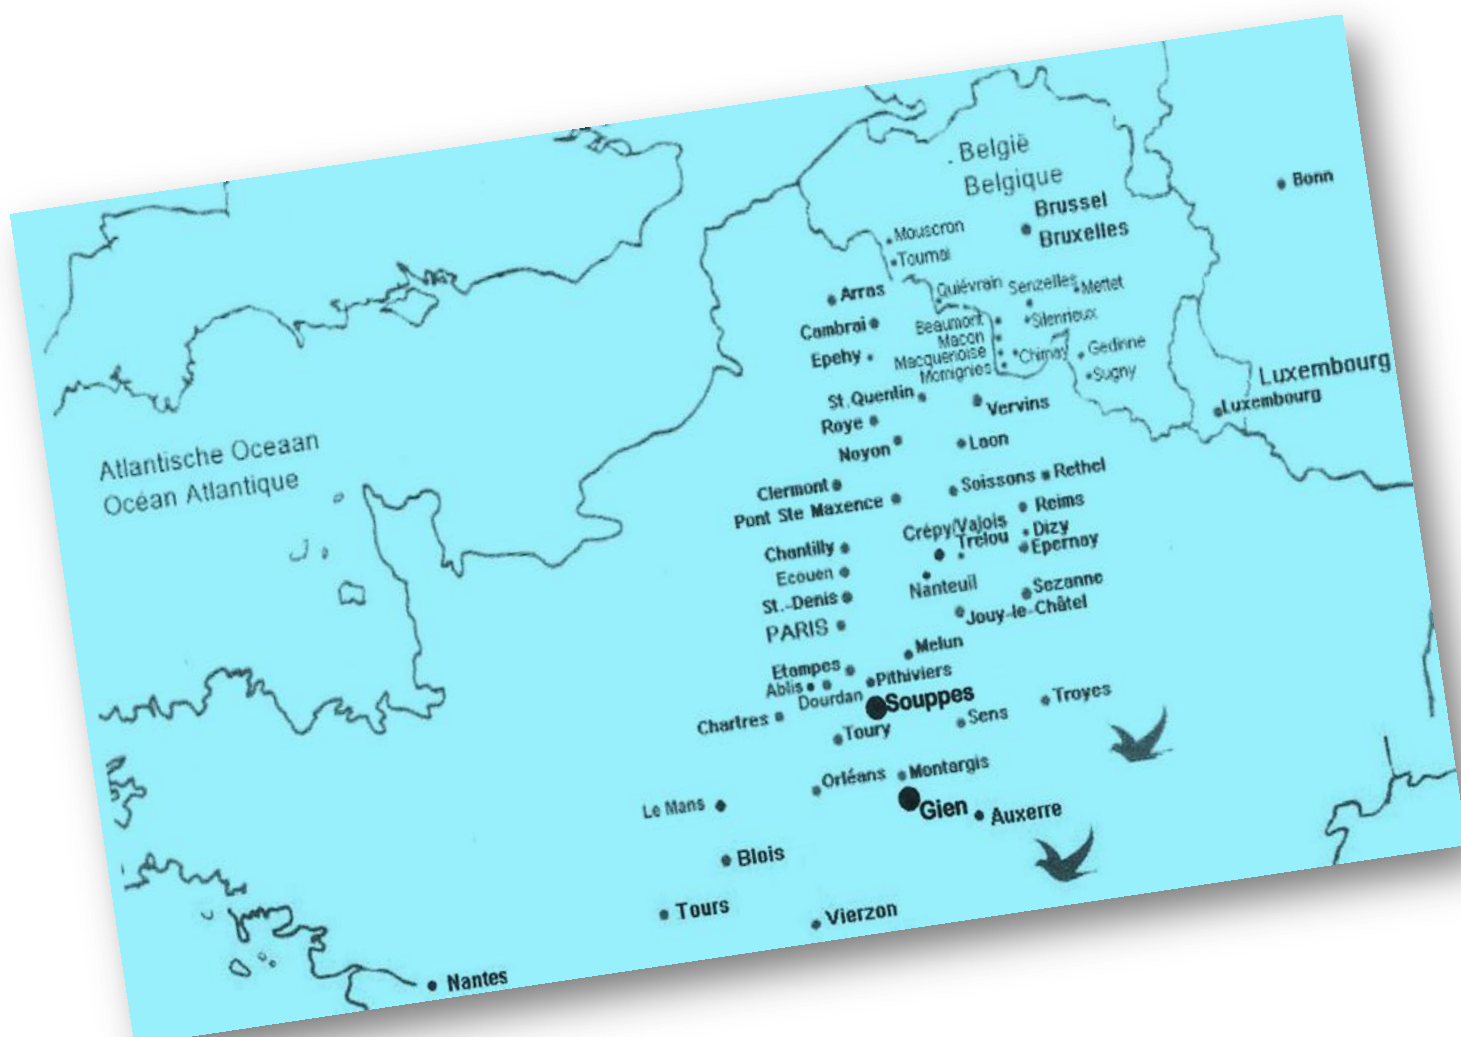 België
Belgique
Brussel
Bruxelles
Bonn
Mouscron
Tournai
Arras
Quiévrain
Senzelles
Mettet
Cambrai
Beaumont
Silenrieux
Macon
Epehy
Macquenoise
Chimay
Gedinne
Momignies
Sugny
Luxembourg
Luxembourg
St.Quentin
Vervins
Roye
Noyon
Laon
Atlantische Oceaan
Océan Atlantique
Clermont
Soissons
Rethel
Pont Ste Maxence
Reims
Crépy/Valois
Dizy
Trélou
Epernay
Chantilly
Ecouen
Nanteuil
Sezanne
St.-Denis
Jouy-le-Châtel
PARIS
Melun
Etampes
Pithiviers
Ablis
Dourdan
Souppes
Troyes
Chartres
Sens
Toury
Orléans
Montargis
Le Mans
Gien
Auxerre
Blois
Tours
Vierzon
Nantes